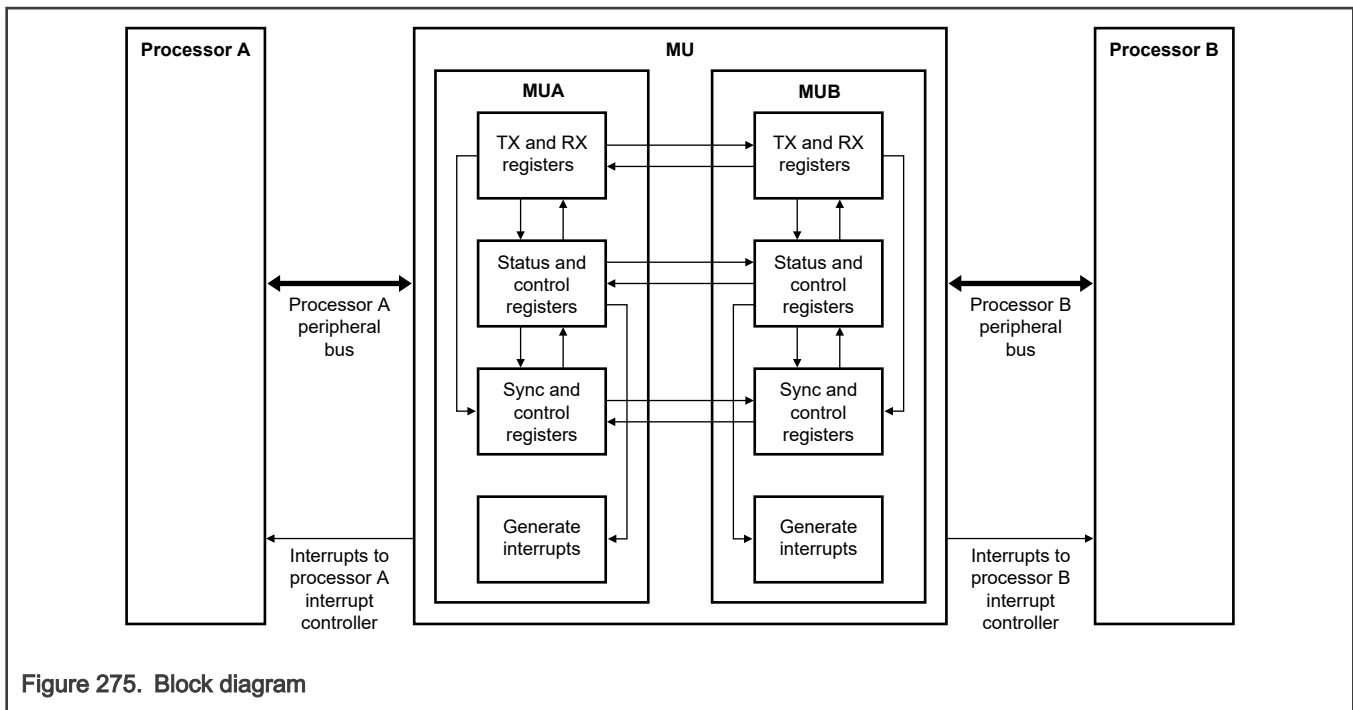 Processor A
MU
Processor B
MUA
MUB
TX and RX
registers
TX and RX
registers
Status and
control
registers
Status and
control
registers
Processor A
peripheral
bus
Processor B
peripheral
bus
Sync and
control
registers
Sync and
control
registers
Generate
interrupts
Generate
interrupts
Interrupts to
processor A
interrupt
controller
Interrupts to
processor B
interrupt
controller
Figure 275. Block diagram